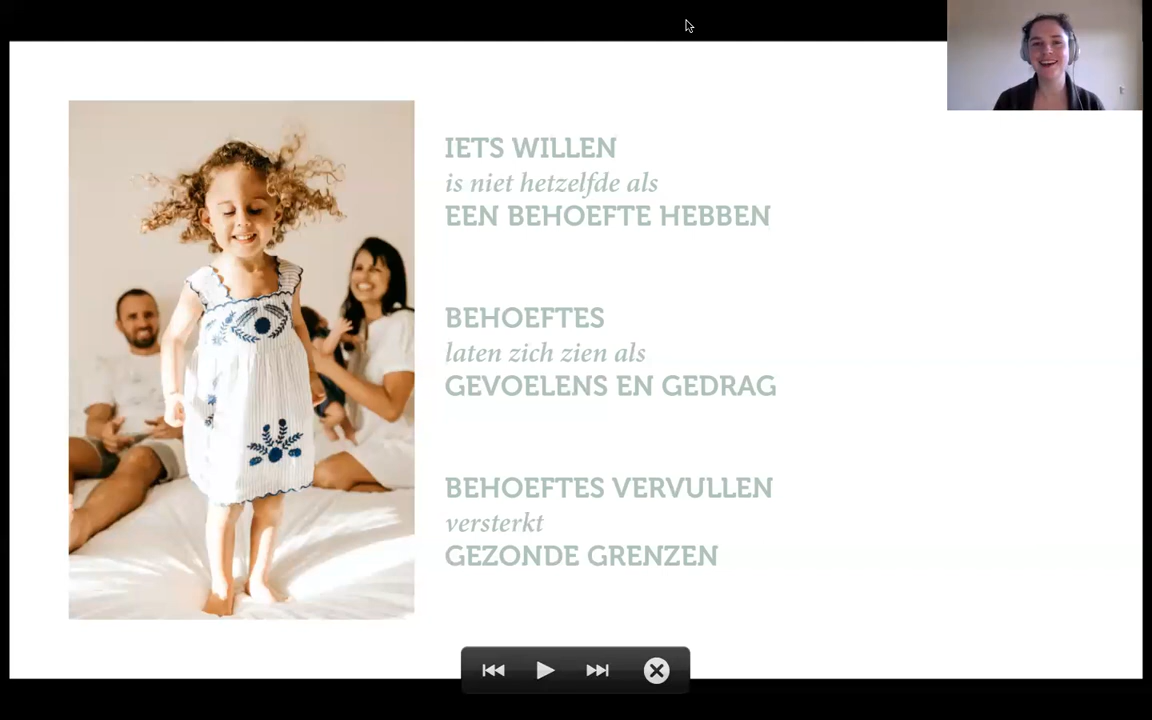 IETS WILLEN
is niet hetzelfde als
EEN BEHOEFTE HEBBEN
BEHOEFTES
laten zich zien als
GEVOELENS EN GEDRAG
BEHOEFTES VERVULLEN
versterkt
GEZONDE GRENZEN